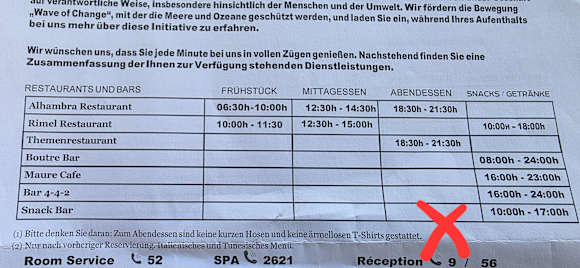 auf verantwortliche Weise, insbesondere hinsichtlich der Menschen und der Umwelt. Wir fördern die Bewegung
„Wave of Change", mit der die Meere und Ozeane geschützt werden, und laden Sie ein, während Ihres Aufenthalts
bei uns mehr über diese Initiative zu erfahren.
Wir wünschen uns, dass Sie jede Minute bei uns in vollen Zügen genießen. Nachstehend finden Sie eine
Zusammenfassung der Ihnen zur Verfügung stehenden Dienstleistungen.
RESTAURANTS UND BARS FRÜHSTÜCK MITTAGESSEN ABENDESSEN SNACKS / GETRÄNKE
Alhambra Restaurant 06:30h-10:00h 12:30h - 14:30h 18:30h - 21:30h
Rimel Restaurant 10:00h - 11:30 12:30h - 15:00h 10:00H - 18:00h
Themenrestaurant 18:30h - 21:30h
Boutre Bar 08:00h - 24:00h
Maure Cafe 16:00h - 23:00h
Bar 4-4-2 16:00h - 24:00h
Snack Bar 10:00h - 17:00h
(1) Bitte denken Sie daran: Zum Abendessen sind keine kurzen Hosen und keine ärmellosen T-Shirts gestattet.
(2) Nur nach vorheriger Reservierung. Italienisches und Tunesisches Menü.
Room Service 52 SPA 2621 Réception 9 / 56